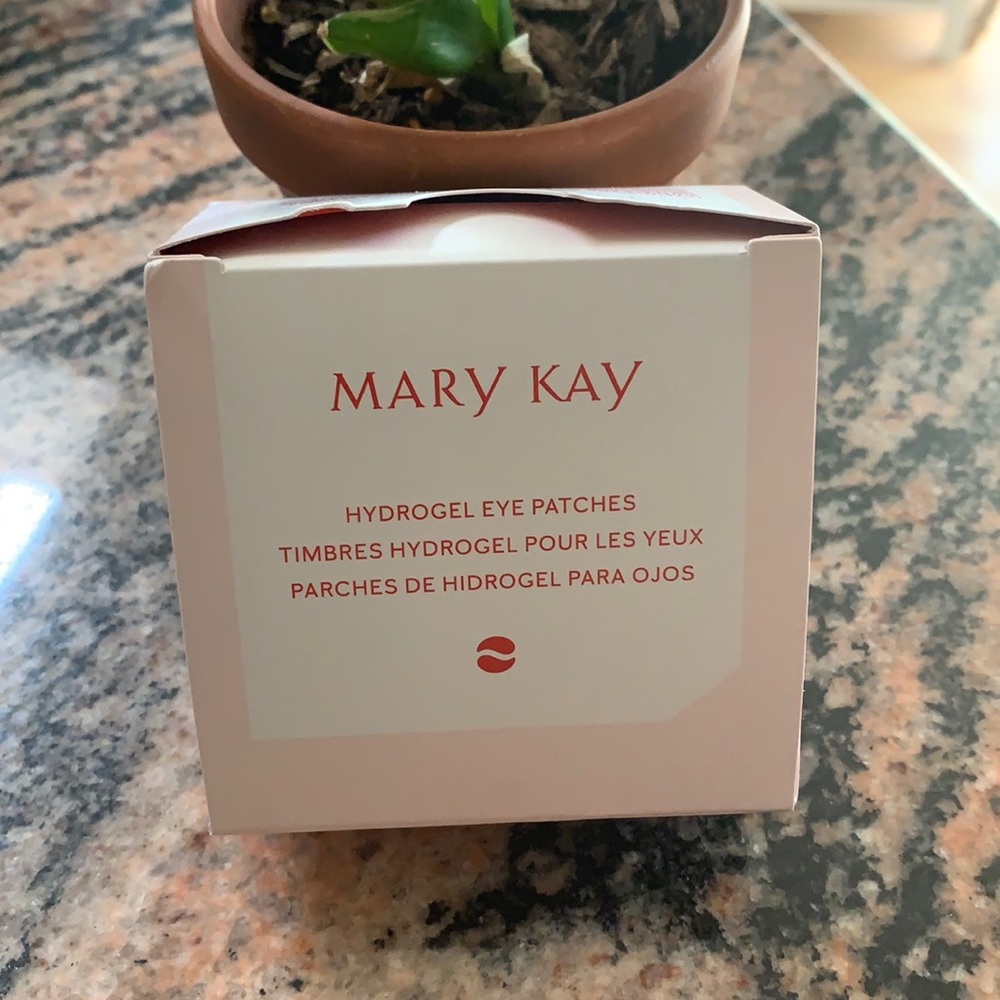 MARY KAY
HYDROGEL EYE PATCHES
TIMBRES HYDROGEL POUR LES YEUX
PARCHES DE HIDROGEL PARA OJOS